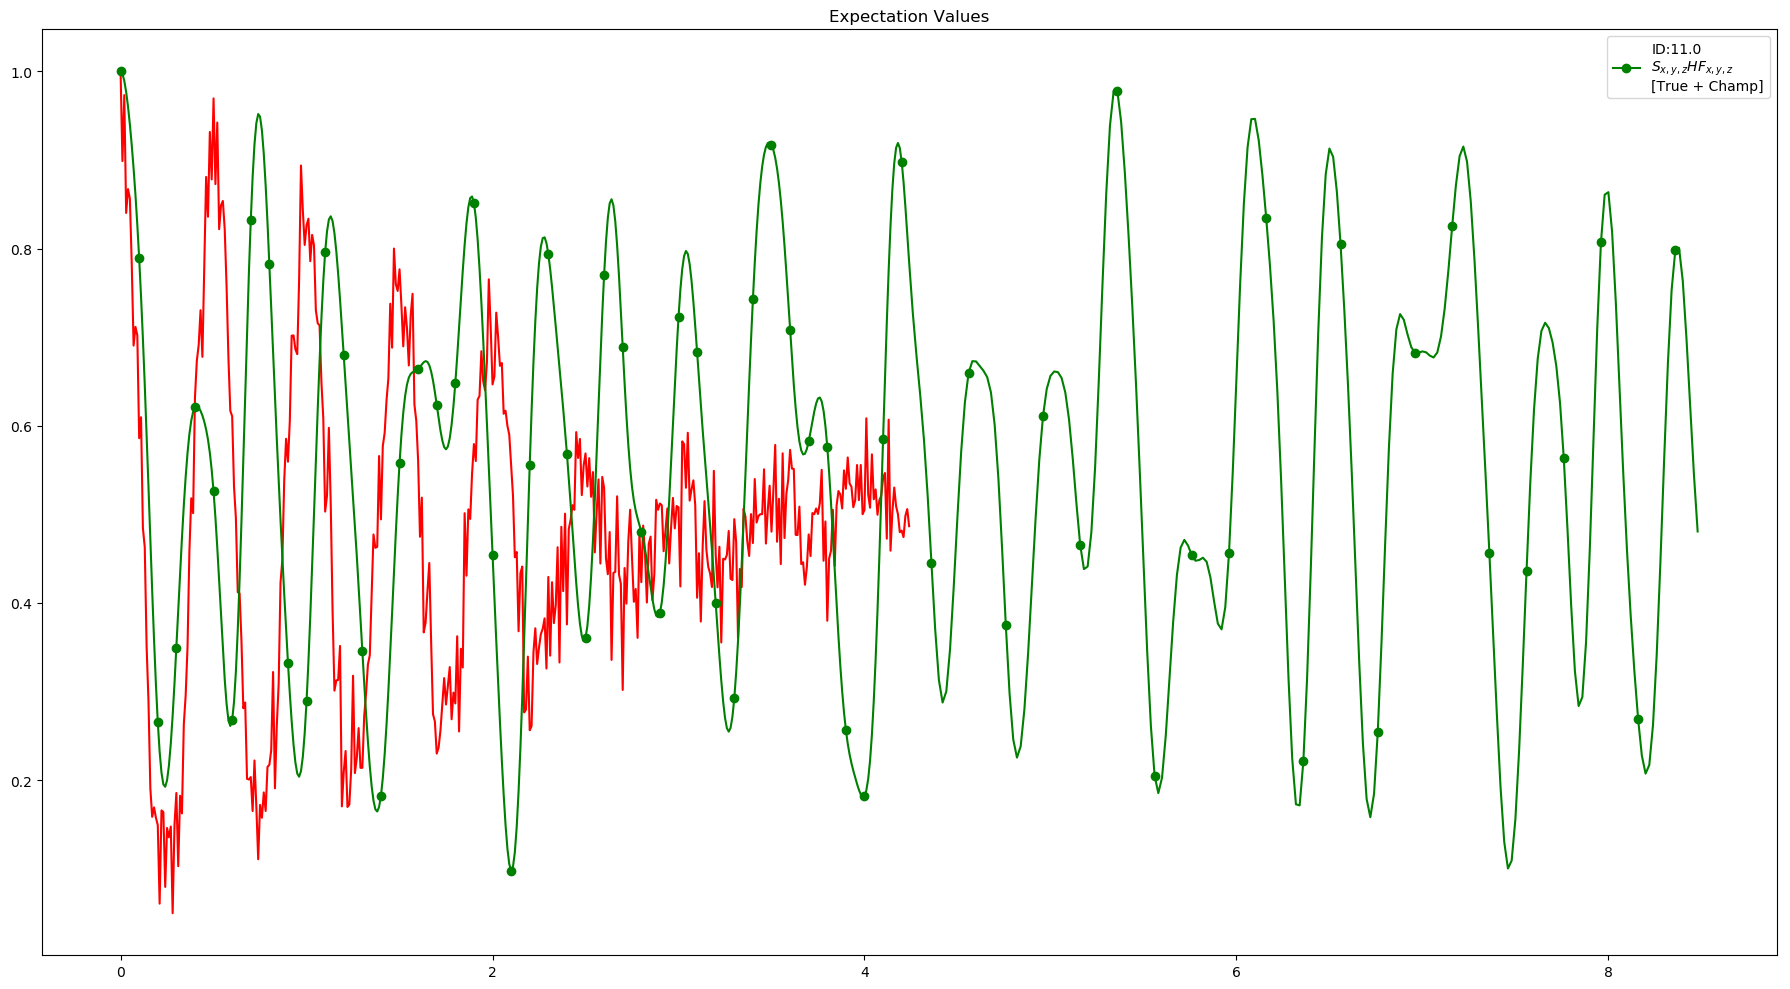 Expectation Values
ID:11.0
S_{x,y,z}HF_{x,y,z}
[True + Champ]
1.0
0.8
0.6
0.4
0.2
0 2 4 6 8